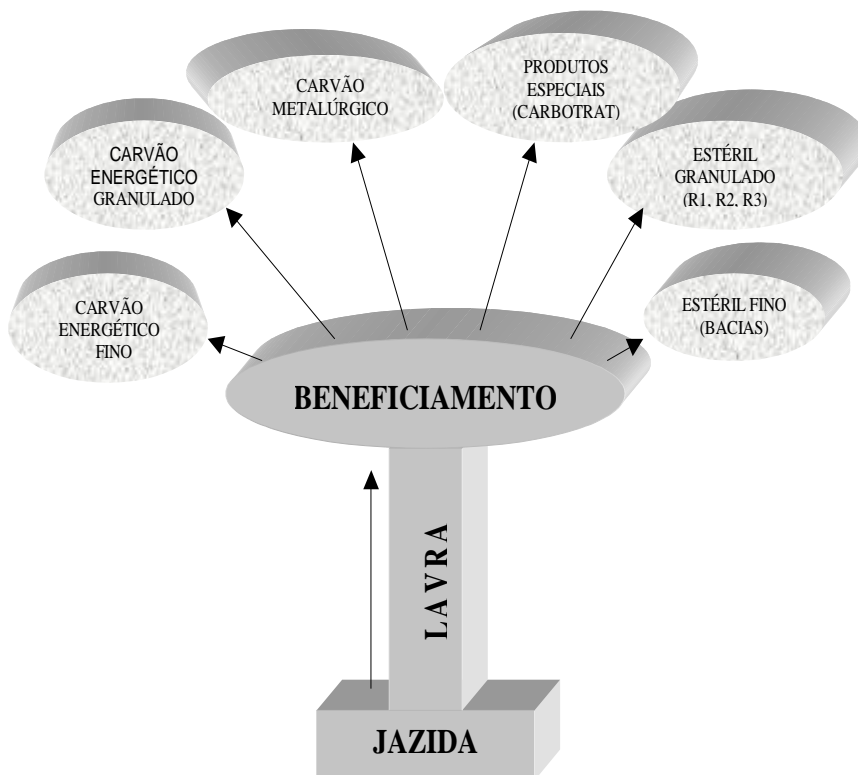 CARVÃO
METALÚRGICO
PRODUTOS
ESPECIAIS
(CARBOTRAT)
CARVÃO
ENERGÉTICO
GRANULADO
ESTÉRIL
GRANULADO
(R1, R2, R3)
CARVÃO
ENERGÉTICO
FINO
ESTÉRIL FINO
(BACIAS)
BENEFICIAMENTO
LAVRA
JAZIDA